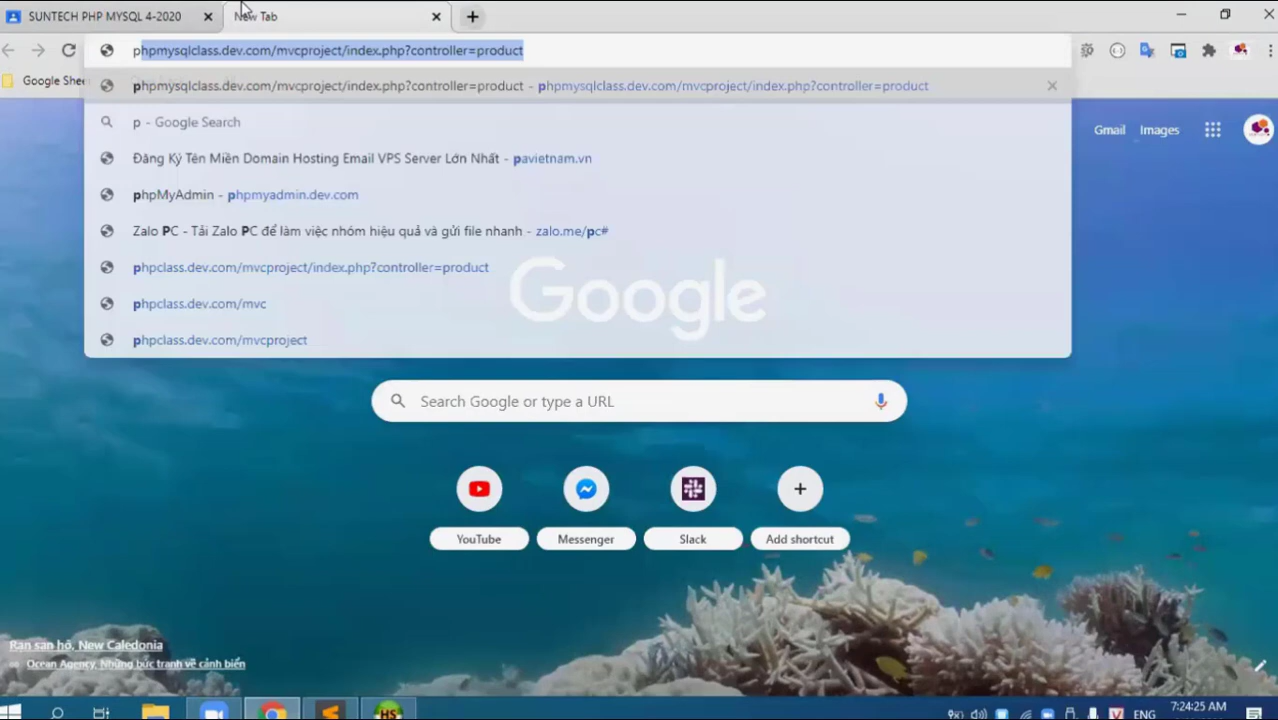 SUNTECH PHP MYSQL 4-2020
New Tab
phpmysqlclass.dev.com/mvcproject/index.php?controller=product
Google Shee
phpmysqlclass.dev.com/mvcproject/index.php?controller=product - phpmysqlclass.dev.com/mvcproject/index.php?controller=product
p - Google Search
Gmail Images
Đăng Ký Tên Miền Domain Hosting Email VPS Server Lớn Nhất - pavietnam.vn
phpMyAdmin - phpmyadmin.dev.com
Zalo PC - Tải Zalo PC để làm việc nhóm hiệu quả và gửi file nhanh - zalo.me/pc#
phpclass.dev.com/mvcproject/index.php?controller=product
phpclass.dev.com/mvc
phpclass.dev.com/mvcproject
Google
Search Google or type a URL
YouTube Messenger Slack Add shortcut
Rạn san hô, New Caledonia
Ocean Agency, Những bức tranh về cảnh biển
HS
ENG 7:24:25 AM